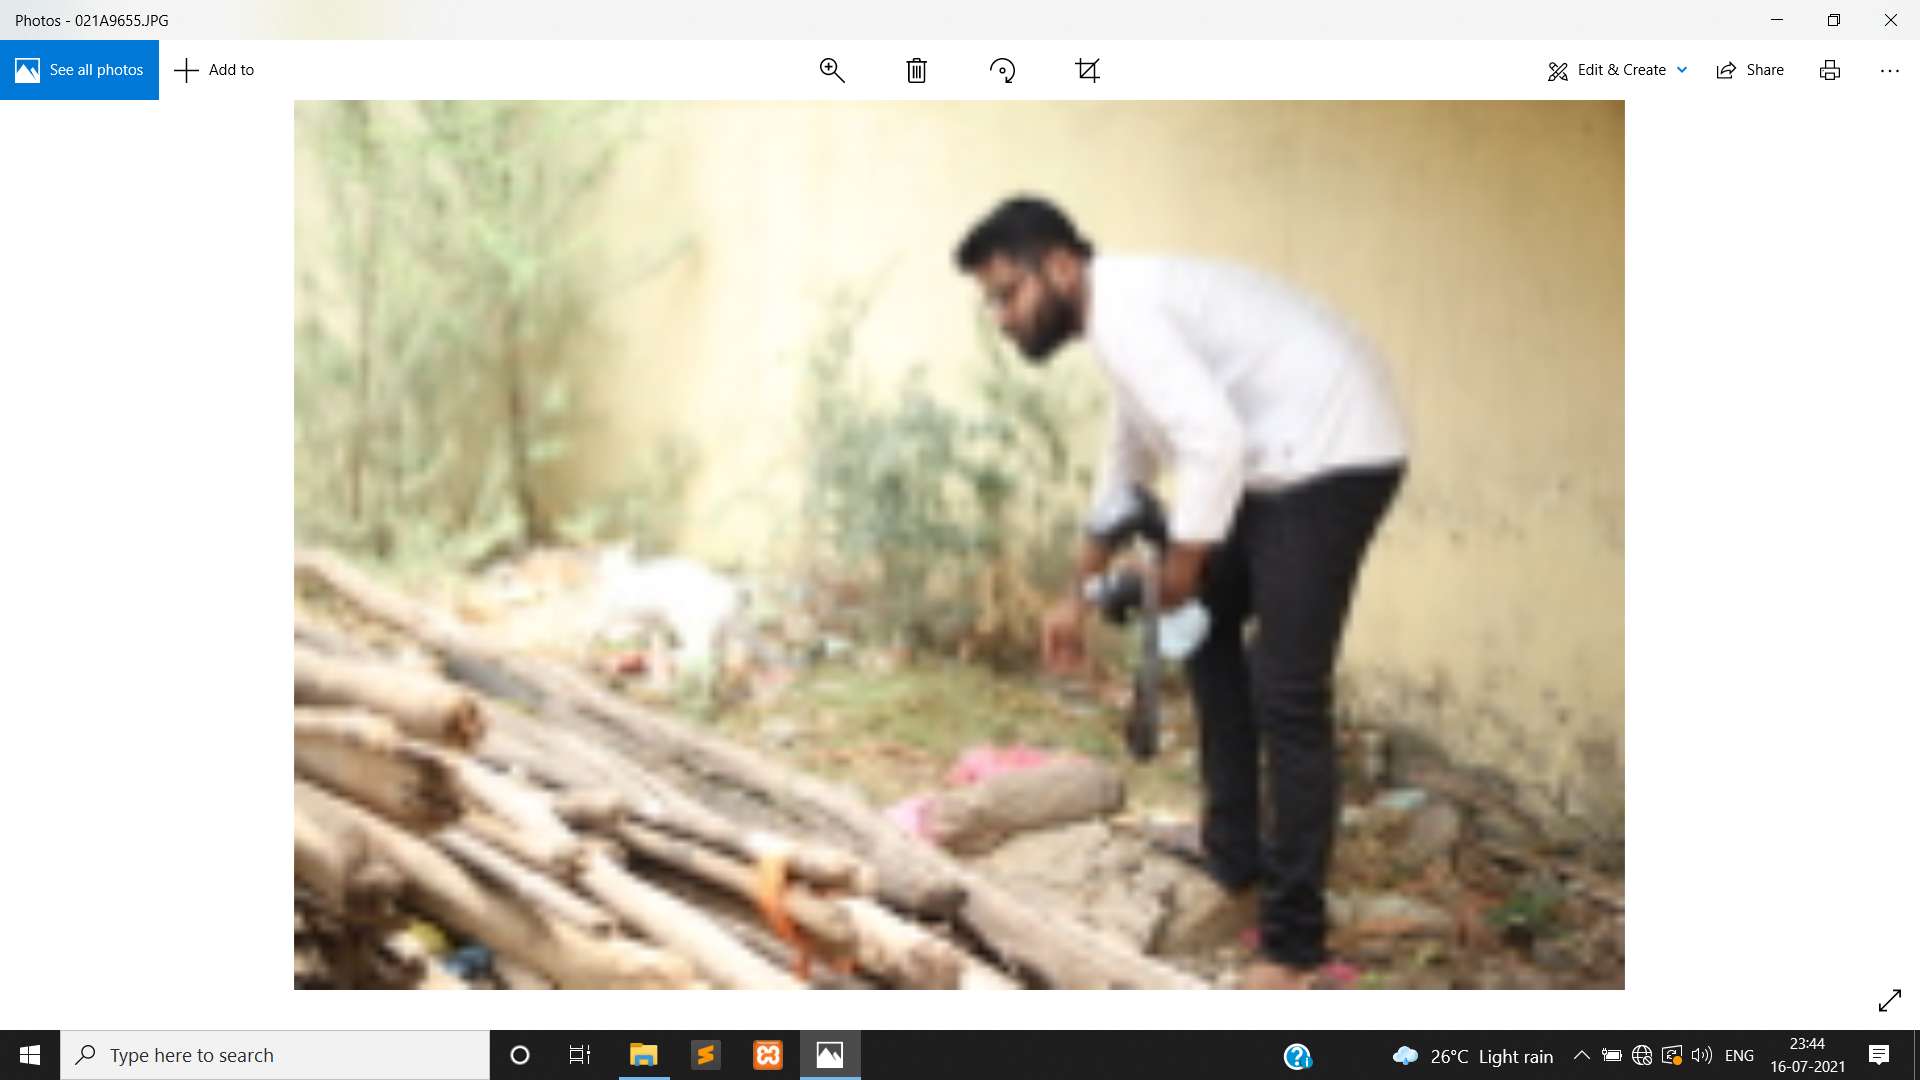 Photos - 021A9655.JPG
See all photos
Add to
Edit & Create
Share
Type here to search
26°C Light rain
ENG
23:44
16-07-2021